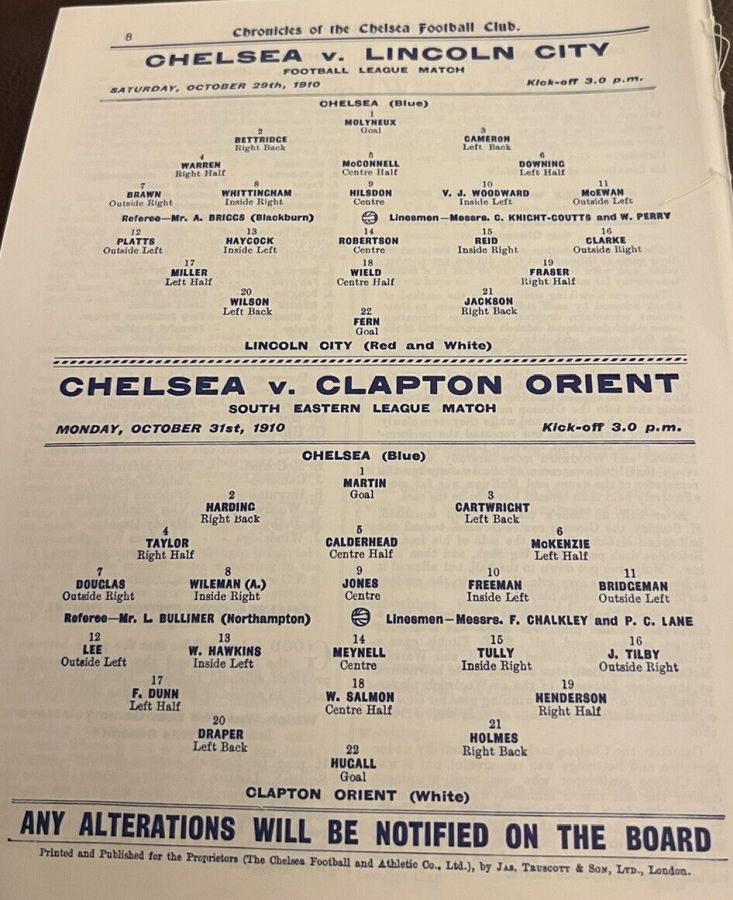 8
Chronicles of the Chelsea Football Club.
CHELSEA v. LINCOLN CITY
FOOTBALL LEAGUE MATCH
SATURDAY, OCTOBER 29th, 1910 Kick-off 3.0 p.m.
CHELSEA (Blue)
1
MOLYNEUX
Goal
2 3
BETTRIDGE CAMERON
Right Back Left Back
4 5 6
WARREN McCONNELL DOWNING
Right Half Centre Half Left Half
7 8 9 10 11
BRAWN WHITTINGHAM HILSDON V. J. WOODWARD McEWAN
Outside Right Inside Right Centre Inside Left Outside Left
Referee—Mr. A. BRIGGS (Blackburn) Linesmen—Messrs. C. KNIGHT-COUTTS and W. PERRY
12 13 14 15 16
PLATTS HAYCOCK ROBERTSON REID CLARKE
Outside Left Inside Left Centre Inside Right Outside Right
17 18 19
MILLER WIELD FRASER
Left Half Centre Half Right Half
20 21
WILSON JACKSON
Left Back Right Back
22
FERN
Goal
LINCOLN CITY (Red and White)
CHELSEA v. CLAPTON ORIENT
SOUTH EASTERN LEAGUE MATCH
MONDAY, OCTOBER 31st, 1910 Kick-off 3.0 p.m.
CHELSEA (Blue)
1
MARTIN
Goal
2 3
HARDING CARTWRIGHT
Right Back Left Back
4 5 6
TAYLOR CALDERHEAD McKENZIE
Right Half Centre Half Left Half
7 8 9 10 11
DOUGLAS WILEMAN (A.) JONES FREEMAN BRIDGEMAN
Outside Right Inside Right Centre Inside Left Outside Left
Referee—Mr. L. BULLIMER (Northampton) Linesmen—Messrs. F. CHALKLEY and P. C. LANE
12 13 14 15 16
LEE W. HAWKINS MEYNELL TULLY J. TILBY
Outside Left Inside Left Centre Inside Right Outside Right
17 18 19
F. DUNN W. SALMON HENDERSON
Left Half Centre Half Right Half
20 21
DRAPER HOLMES
Left Back Right Back
22
HUGALL
Goal
CLAPTON ORIENT (White)
ANY ALTERATIONS WILL BE NOTIFIED ON THE BOARD
Printed and Published for the Proprietors (The Chelsea Football and Athletic Co., Ltd.), by Jas. Truscott & Son, Ltd., London.